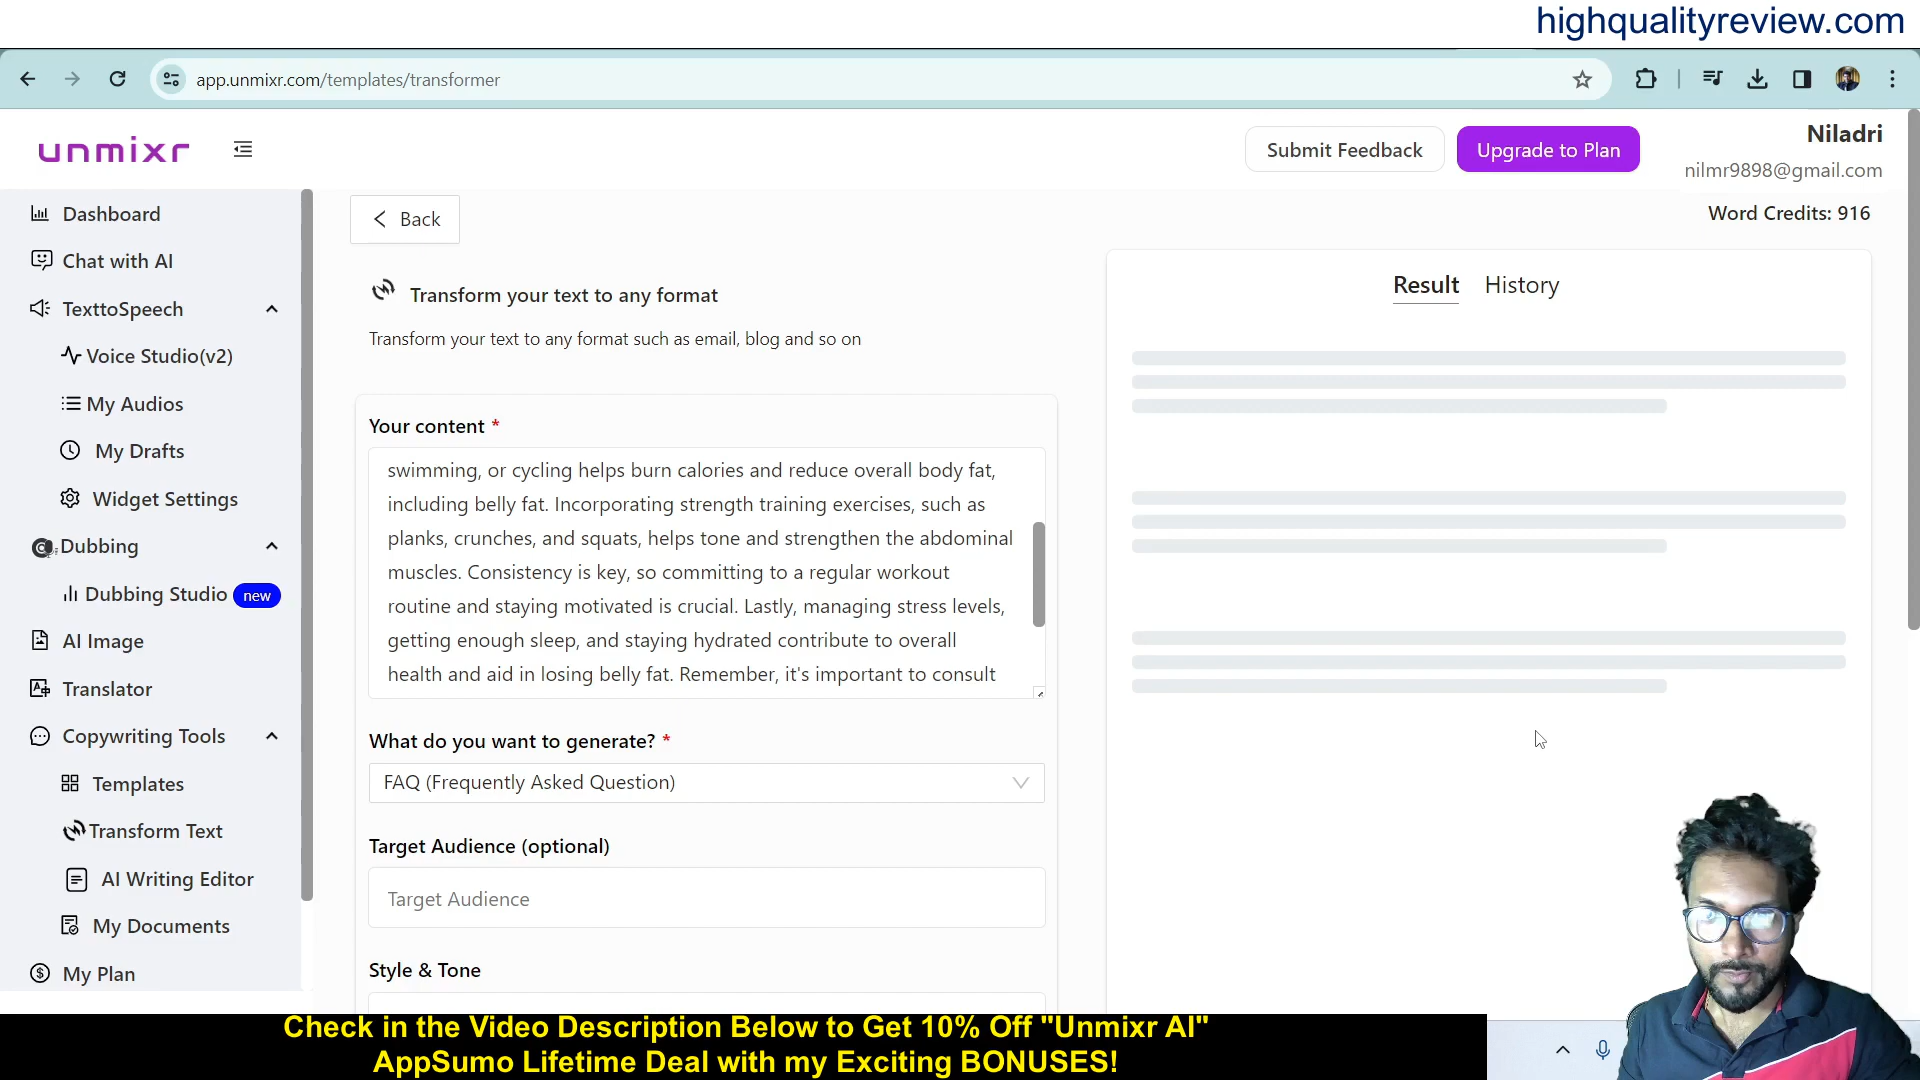 highqualityreview.com
app.unmixr.com/templates/transformer
unmixr
Submit Feedback
Upgrade to Plan
Niladri
nilmr9898@gmail.com
Dashboard
Chat with AI
TexttoSpeech
Voice Studio(v2)
My Audios
My Drafts
Widget Settings
Dubbing
Dubbing Studio new
AI Image
Translator
Copywriting Tools
Templates
Transform Text
AI Writing Editor
My Documents
My Plan
Back
Word Credits: 916
Transform your text to any format
Transform your text to any format such as email, blog and so on
Your content *
swimming, or cycling helps burn calories and reduce overall body fat,
including belly fat. Incorporating strength training exercises, such as
planks, crunches, and squats, helps tone and strengthen the abdominal
muscles. Consistency is key, so committing to a regular workout
routine and staying motivated is crucial. Lastly, managing stress levels,
getting enough sleep, and staying hydrated contribute to overall
health and aid in losing belly fat. Remember, it's important to consult
What do you want to generate? *
FAQ (Frequently Asked Question)
Target Audience (optional)
Target Audience
Style & Tone
Result History
Check in the Video Description Below to Get 10% Off "Unmixr AI"
AppSumo Lifetime Deal with my Exciting BONUSES!